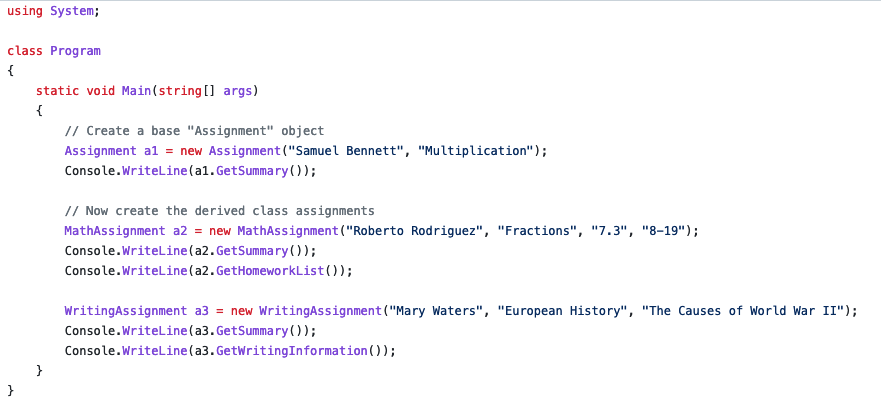 using System;

class Program
{
    static void Main(string[] args)
    {
        // Create a base "Assignment" object
        Assignment a1 = new Assignment("Samuel Bennett", "Multiplication");
        Console.WriteLine(a1.GetSummary());

        // Now create the derived class assignments
        MathAssignment a2 = new MathAssignment("Roberto Rodriguez", "Fractions", "7.3", "8-19");
        Console.WriteLine(a2.GetSummary());
        Console.WriteLine(a2.GetHomeworkList());

        WritingAssignment a3 = new WritingAssignment("Mary Waters", "European History", "The Causes of World War II");
        Console.WriteLine(a3.GetSummary());
        Console.WriteLine(a3.GetWritingInformation());
    }
}